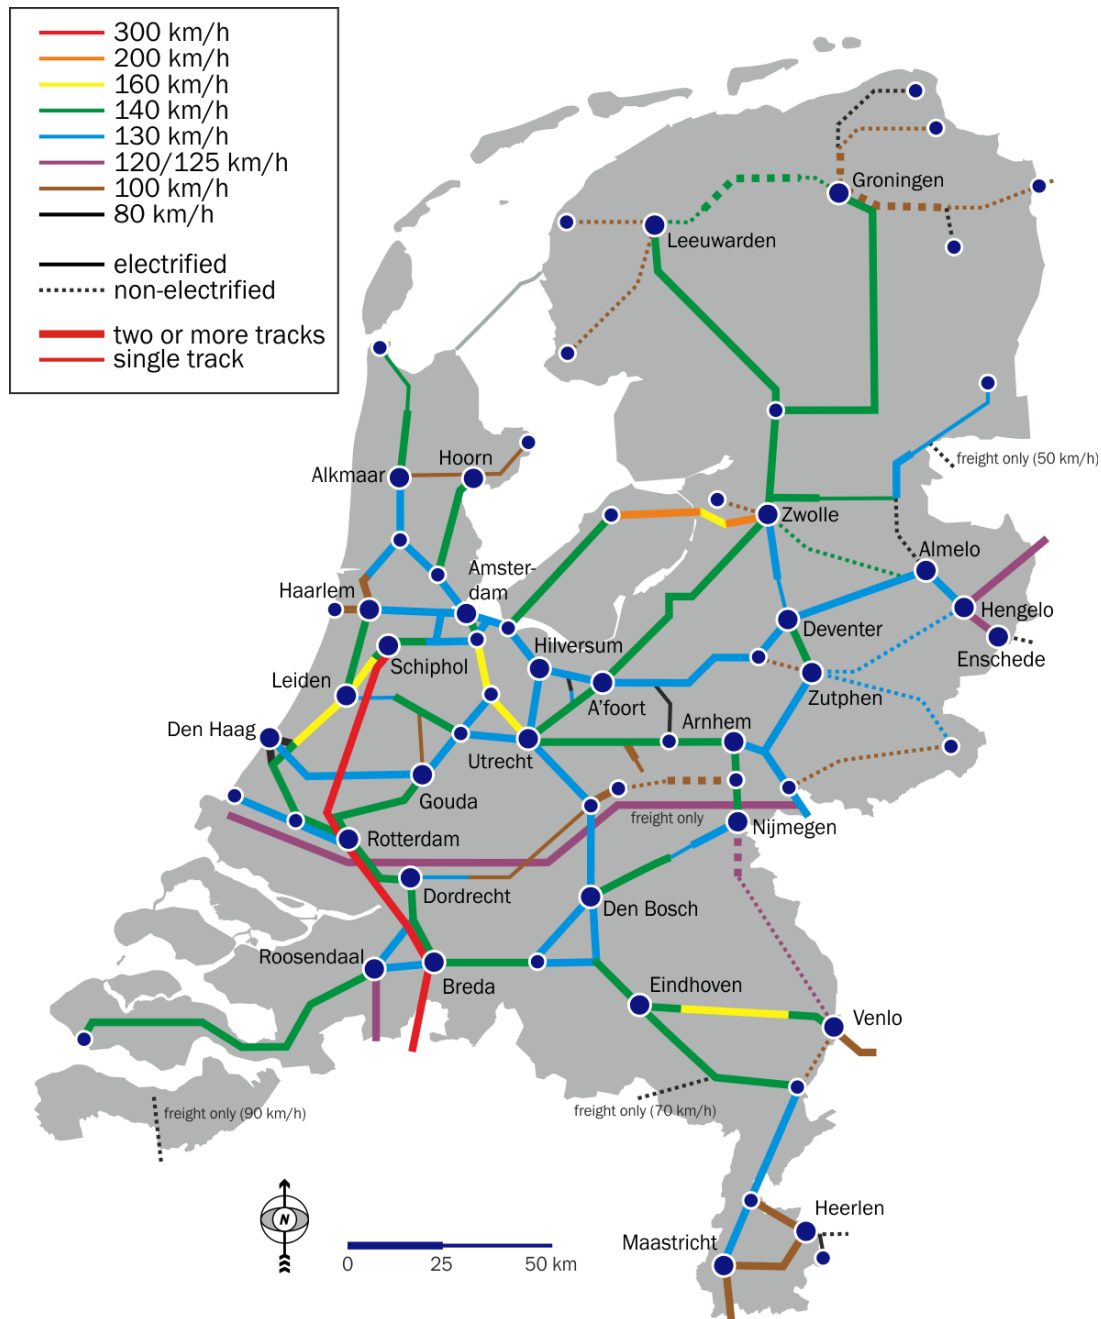 300 km/h
200 km/h
160 km/h
140 km/h
130 km/h
120/125 km/h
100 km/h
80 km/h
electrified
non-electrified
two or more tracks
single track
Groningen
Leeuwarden
Hoorn
Alkmaar
freight only (50 km/h)
Zwolle
Almelo
Amster-
dam
Haarlem
Hengelo
Deventer
Hilversum
Enschede
Schiphol
Leiden
Zutphen
A'foort
Arnhem
Den Haag
Utrecht
Gouda
freight only
Nijmegen
Rotterdam
Dordrecht
Den Bosch
Roosendaal
Breda
Eindhoven
Venlo
freight only (90 km/h)
freight only (70 km/h)
N
Heerlen
Maastricht
0
25
50 km